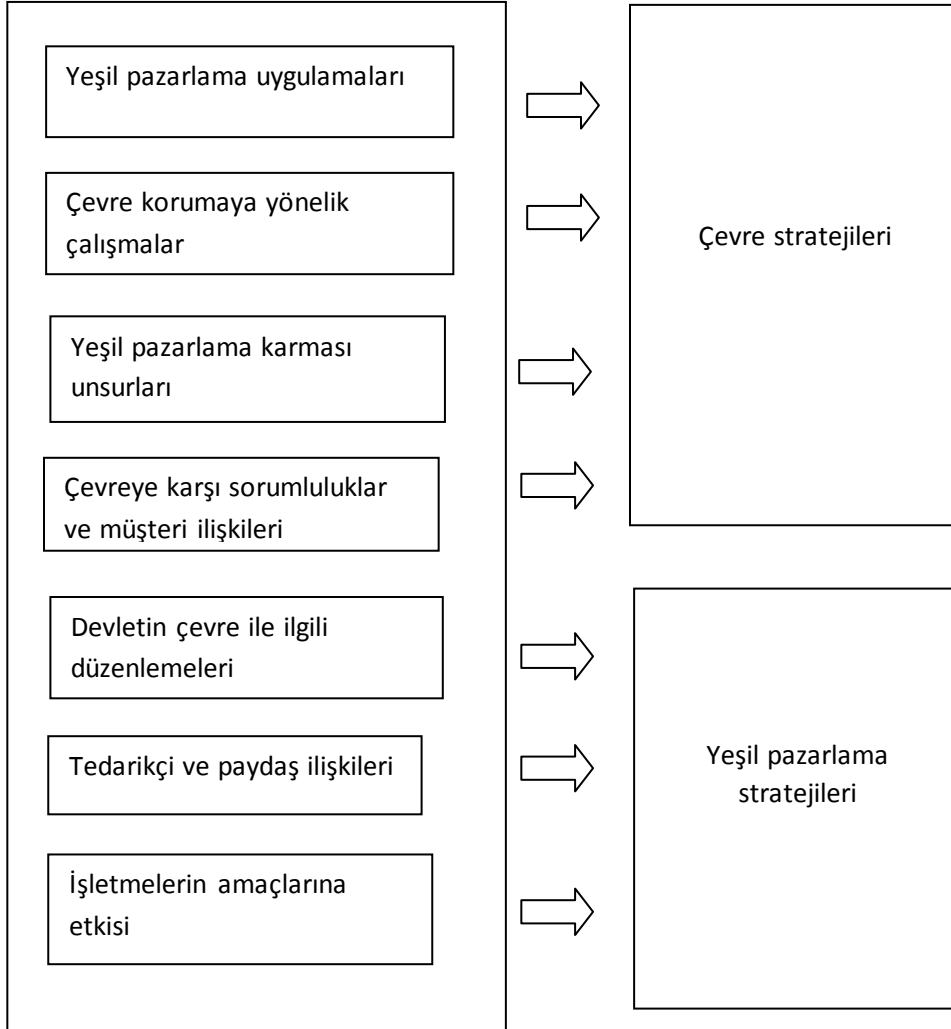 Yeşil pazarlama uygulamaları
Çevre korumaya yönelik
çalışmalar
Yeşil pazarlama karması
unsurları
Çevreye karşı sorumluluklar
ve müşteri ilişkileri
Devletin çevre ile ilgili
düzenlemeleri
Tedarikçi ve paydaş ilişkileri
İşletmelerin amaçlarına
etkisi
Çevre stratejileri
Yeşil pazarlama
stratejileri